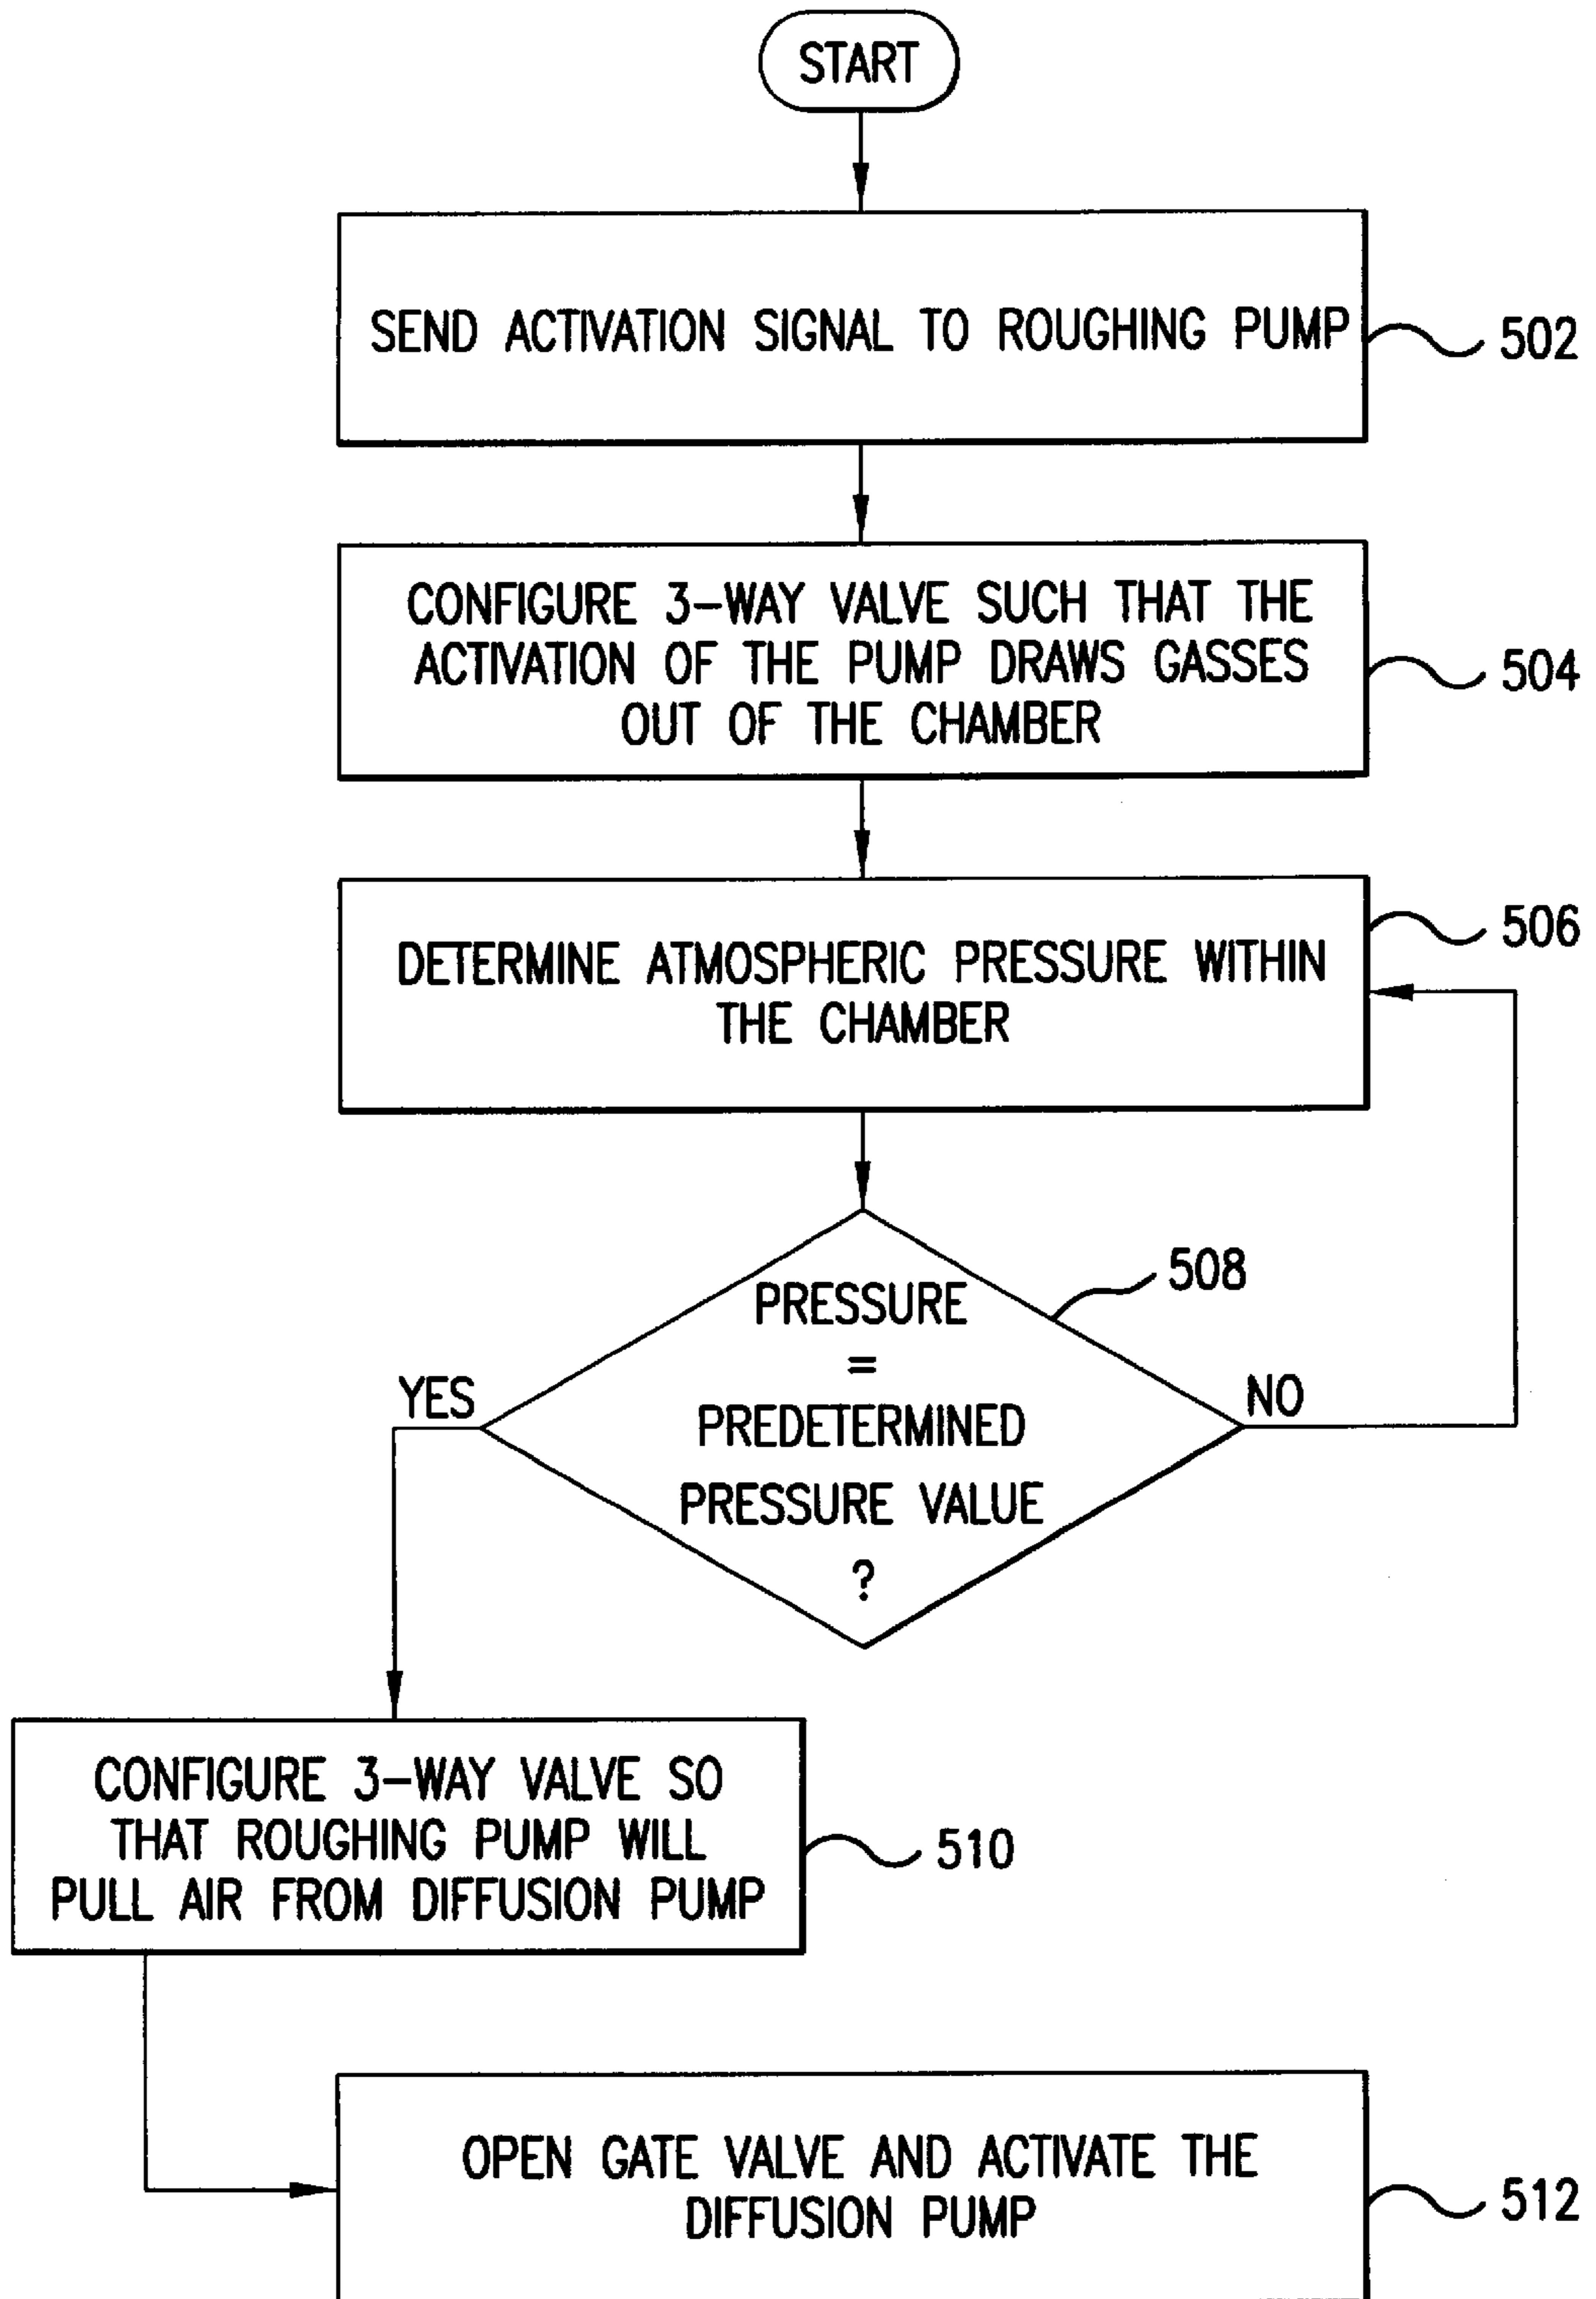 START
SEND ACTIVATION SIGNAL TO ROUGHING PUMP
502
CONFIGURE 3-WAY VALVE SUCH THAT THE
ACTIVATION OF THE PUMP DRAWS GASSES
OUT OF THE CHAMBER
504
DETERMINE ATMOSPHERIC PRESSURE WITHIN
THE CHAMBER
506
PRESSURE
=
PREDETERMINED
PRESSURE VALUE
?
508
YES
NO
CONFIGURE 3-WAY VALVE SO
THAT ROUGHING PUMP WILL
PULL AIR FROM DIFFUSION PUMP
510
OPEN GATE VALVE AND ACTIVATE THE
DIFFUSION PUMP
512